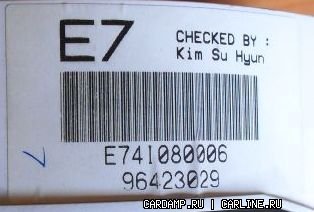 E7
CHECKED BY :
Kim Su Hyun
E741080006
96423029
CARDAMP.RU | CARLINE.RU